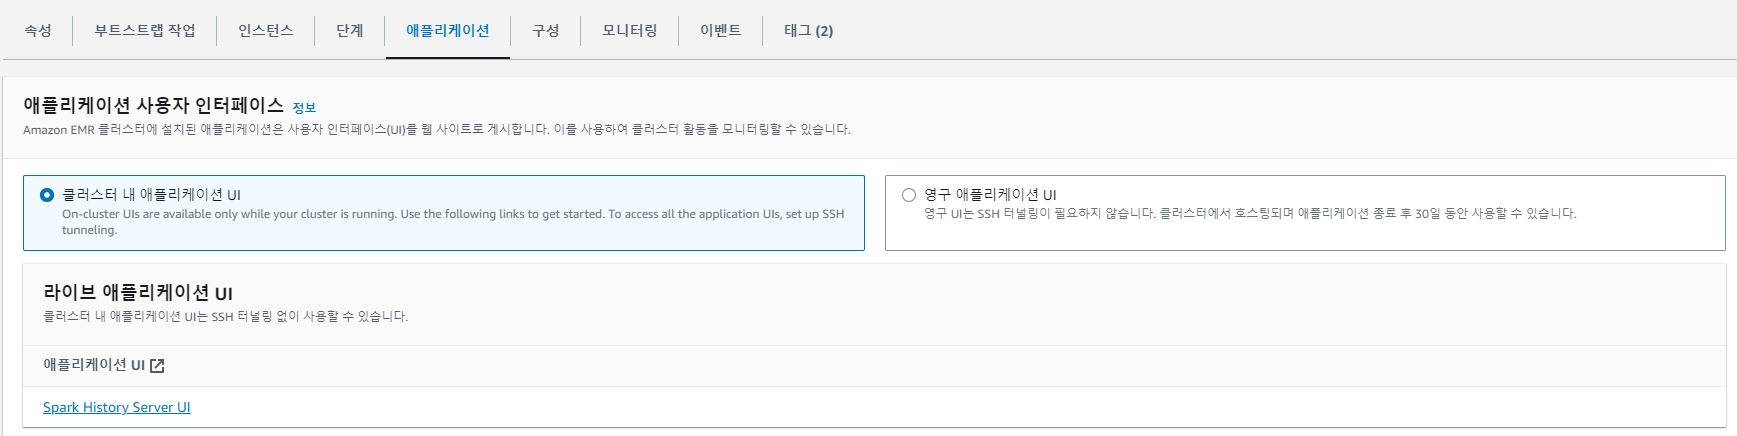 속성 부트스트랩 작업 인스턴스 단계 애플리케이션 구성 모니터링 이벤트 태그 (2)
애플리케이션 사용자 인터페이스 정보
Amazon EMR 클러스터에 설치된 애플리케이션은 사용자 인터페이스(UI)를 웹 사이트로 게시합니다. 이를 사용하여 클러스터 활동을 모니터링할 수 있습니다.
클러스터 내 애플리케이션 UI
On-cluster UIs are available only while your cluster is running. Use the following links to get started. To access all the application UIs, set up SSH
tunneling.
영구 애플리케이션 UI
영구 UI는 SSH 터널링이 필요하지 않습니다. 클러스터에서 호스팅되며 애플리케이션 종료 후 30일 동안 사용할 수 있습니다.
라이브 애플리케이션 UI
클러스터 내 애플리케이션 UI는 SSH 터널링 없이 사용할 수 있습니다.
애플리케이션 UI
Spark History Server UI